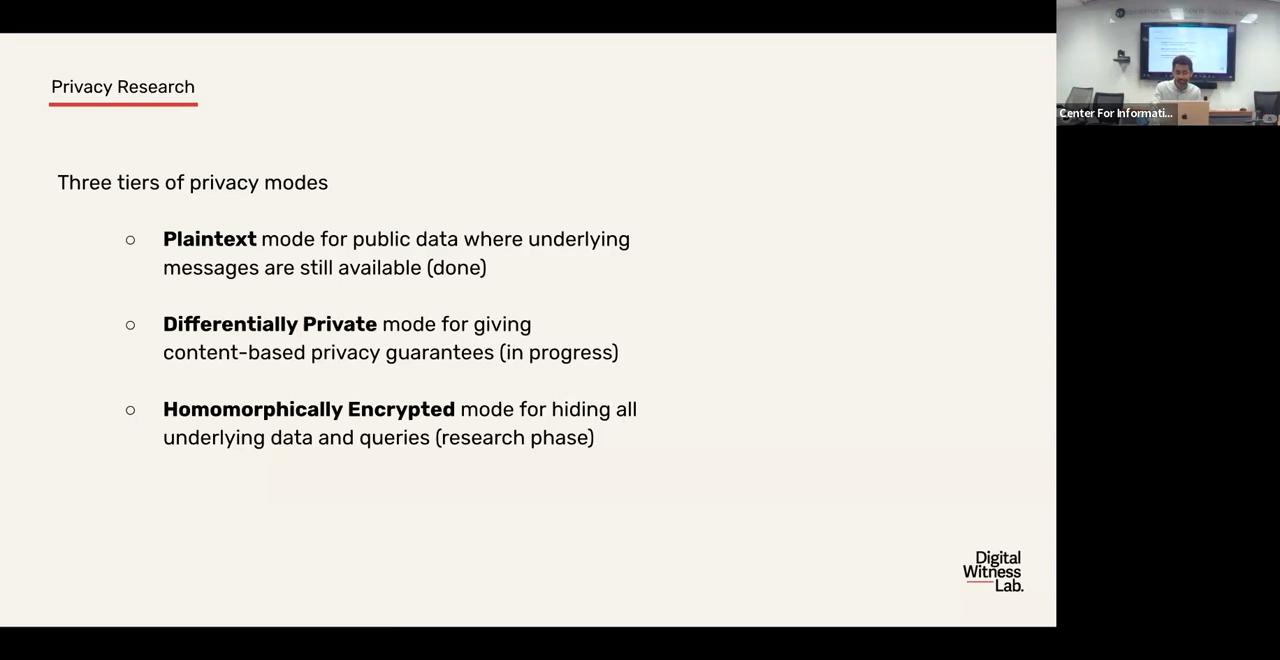 Privacy Research
Three tiers of privacy modes
○ Plaintext mode for public data where underlying
messages are still available (done)
○ Differentially Private mode for giving
content-based privacy guarantees (in progress)
○ Homomorphically Encrypted mode for hiding all
underlying data and queries (research phase)
Digital
Witness
Lab.
Center For Informati...